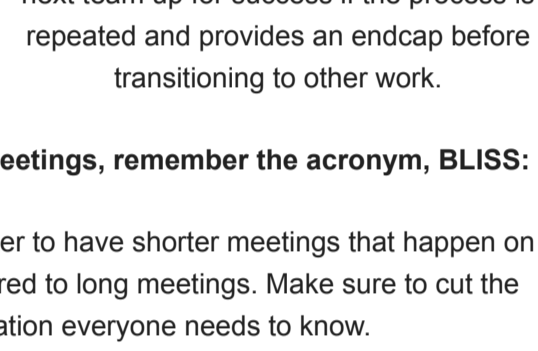 next team up for success if the process is
repeated and provides an endcap before
transitioning to other work.
eetings, remember the acronym, BLISS:
er to have shorter meetings that happen on
red to long meetings. Make sure to cut the
ation everyone needs to know.